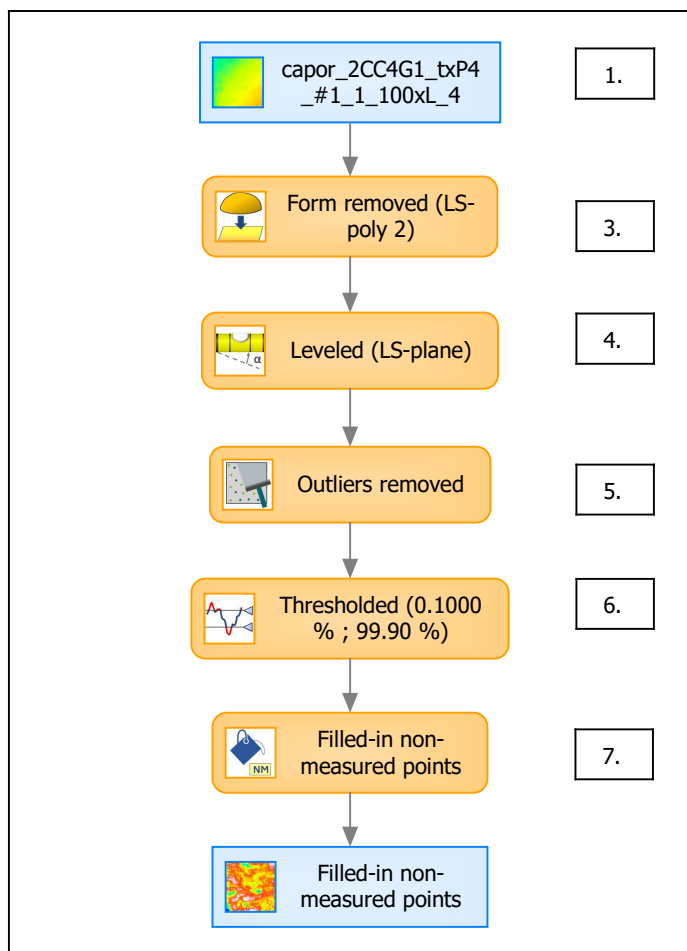 capor_2CC4G1_txP4
_#1_1_100xL_4
1.
Form removed (LS-
poly 2)
3.
α
Leveled (LS-plane)
4.
Outliers removed
5.
Thresholded (0.1000
% ; 99.90 %)
6.
NM
Filled-in non-
measured points
7.
Filled-in non-
measured points